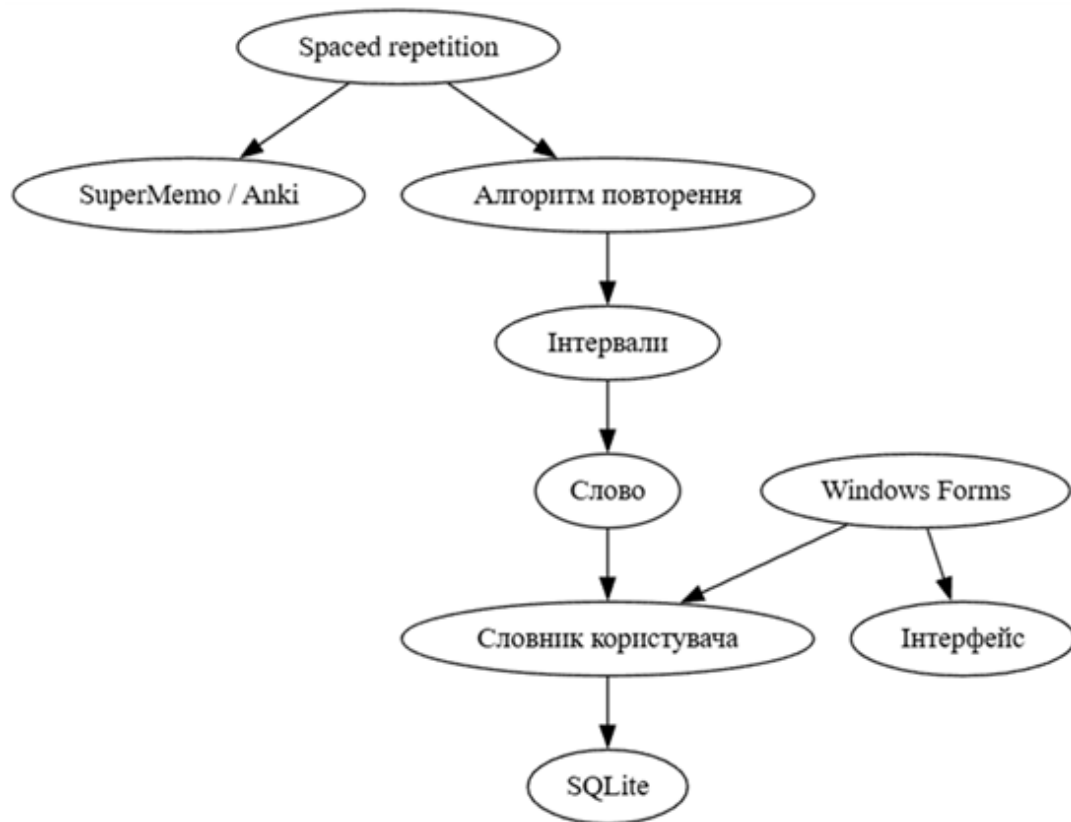 Spaced repetition
SuperMemo / Anki
Алгоритм повторення
Інтервали
Слово
Windows Forms
Словник користувача
Інтерфейс
SQLite